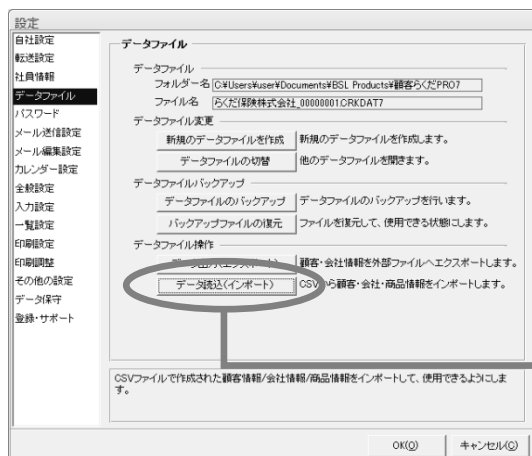 設定
自社設定
転送設定
社員情報
データファイル
パスワード
メール送信設定
メール編集設定
カレンダー設定
全般設定
入力設定
一覧設定
印刷設定
印刷調整
その他の設定
データ保守
登録・サポート
データファイル
データファイル
フォルダー名 C:¥Users¥user¥Documents¥BSL Products¥顧客らくだPRO7
ファイル名 らくだ保険株式会社_00000001.CRKDAT7
データファイル変更
新規のデータファイルを作成 新規のデータファイルを作成します。
データファイルの切替 他のデータファイルを開きます。
データファイルバックアップ
データファイルのバックアップ データファイルのバックアップを行います。
バックアップファイルの復元 ファイルを復元して、使用できる状態にします。
データファイル操作
顧客・会社情報を外部ファイルへエクスポートします。
データ読込(インポート) CSVから顧客・会社・商品情報をインポートします。
CSVファイルで作成された顧客情報/会社情報/商品情報をインポートして、使用できるようにしま
す。
OK(O) キャンセル(C)